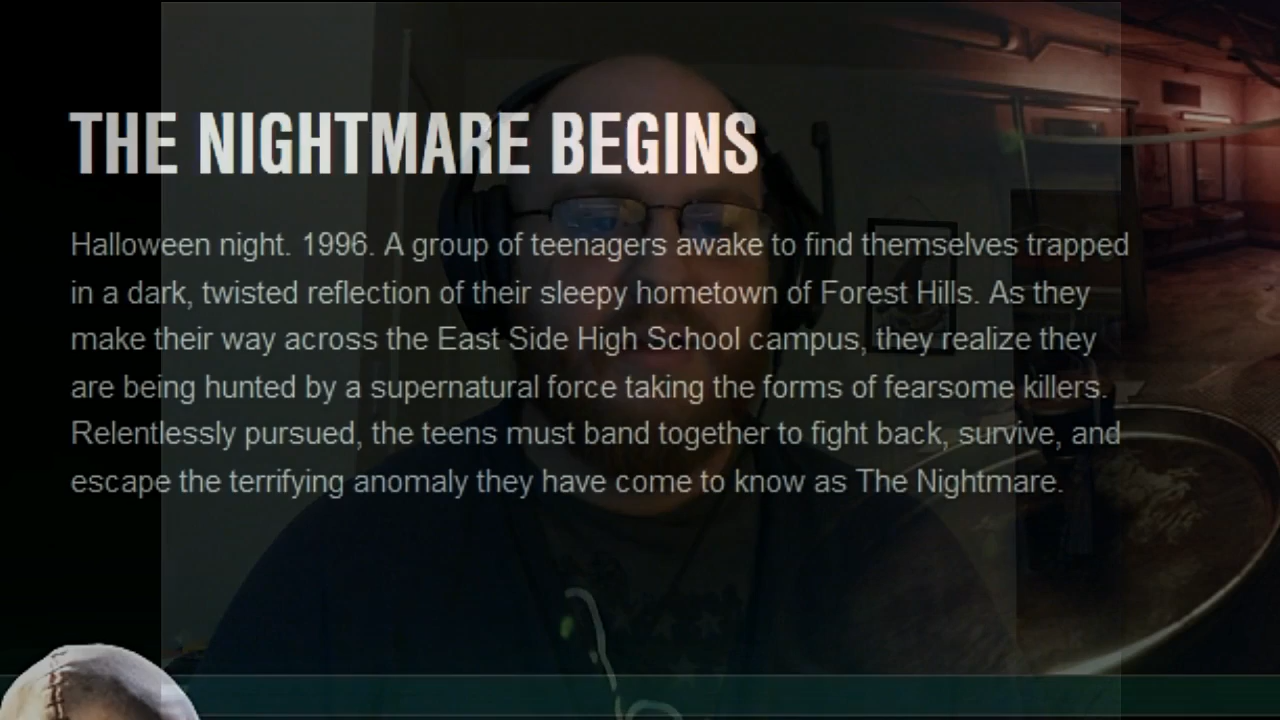 THE NIGHTMARE BEGINS
Halloween night. 1996. A group of teenagers awake to find themselves trapped
in a dark, twisted reflection of their sleepy hometown of Forest Hills. As they
make their way across the East Side High School campus, they realize they
are being hunted by a supernatural force taking the forms of fearsome killers.
Relentlessly pursued, the teens must band together to fight back, survive, and
escape the terrifying anomaly they have come to know as The Nightmare.